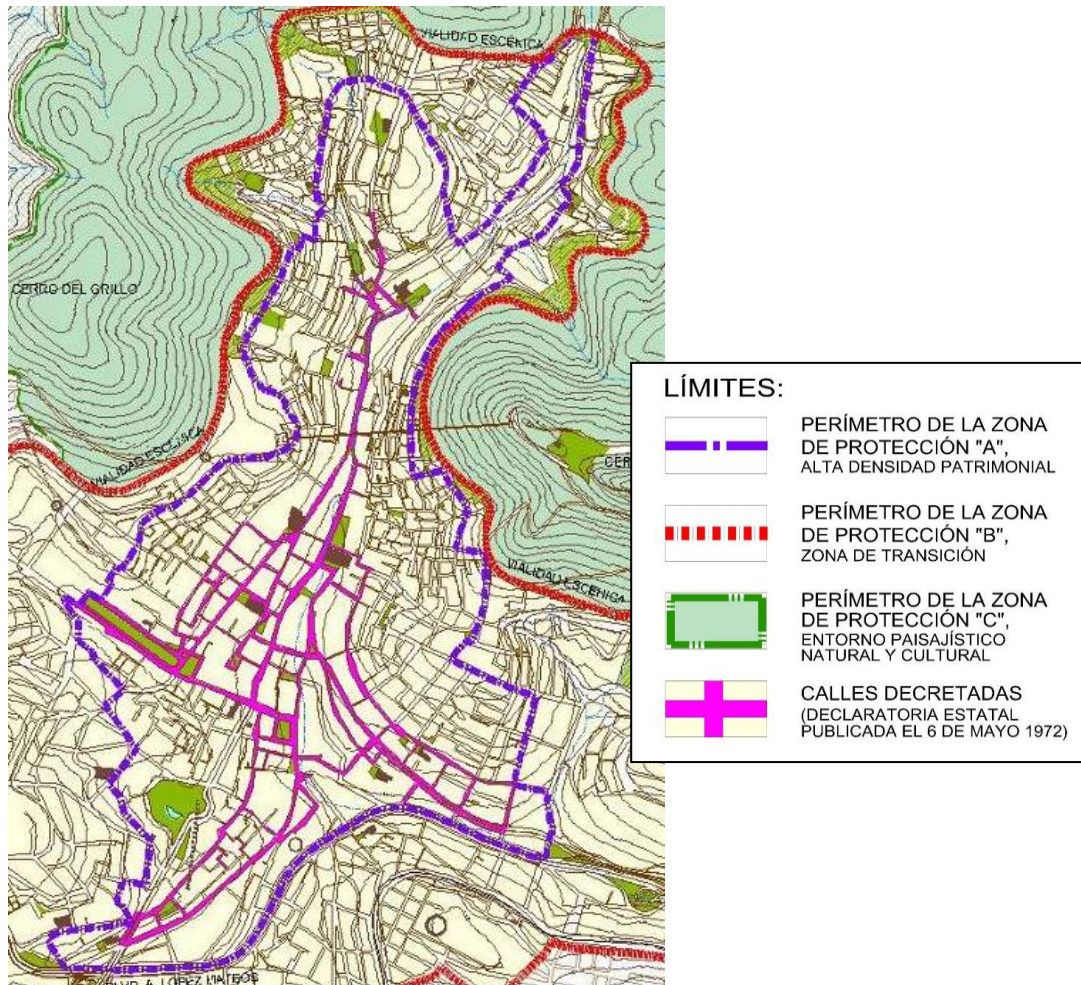 VIALIDAD ESCÉNICA
CERRO DEL GRILLO
VIALIDAD ESCÉNICA
CER
VIALIDAD ESCÉNICA
BLVD. A. LOPEZ MATEOS
LÍMITES:
PERÍMETRO DE LA ZONA
DE PROTECCIÓN "A",
ALTA DENSIDAD PATRIMONIAL
PERÍMETRO DE LA ZONA
DE PROTECCIÓN "B",
ZONA DE TRANSICIÓN
PERÍMETRO DE LA ZONA
DE PROTECCIÓN "C",
ENTORNO PAISAJÍSTICO
NATURAL Y CULTURAL
CALLES DECRETADAS
(DECLARATORIA ESTATAL
PUBLICADA EL 6 DE MAYO 1972)